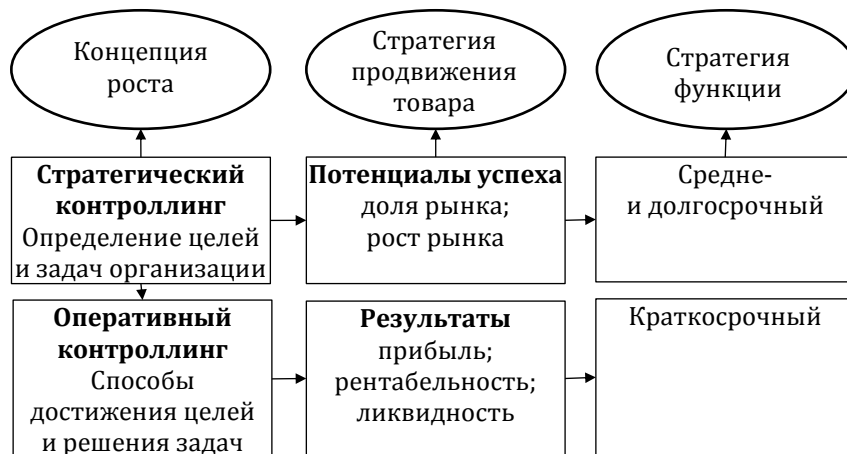 Концепция
роста
Стратегия
продвижения
товара
Стратегия
функции
Стратегический
контроллинг
Определение целей
и задач организации
Потенциалы успеха
доля рынка;
рост рынка
Средне-
и долгосрочный
Оперативный
контроллинг
Способы
достижения целей
и решения задач
Результаты
прибыль;
рентабельность;
ликвидность
Краткосрочный